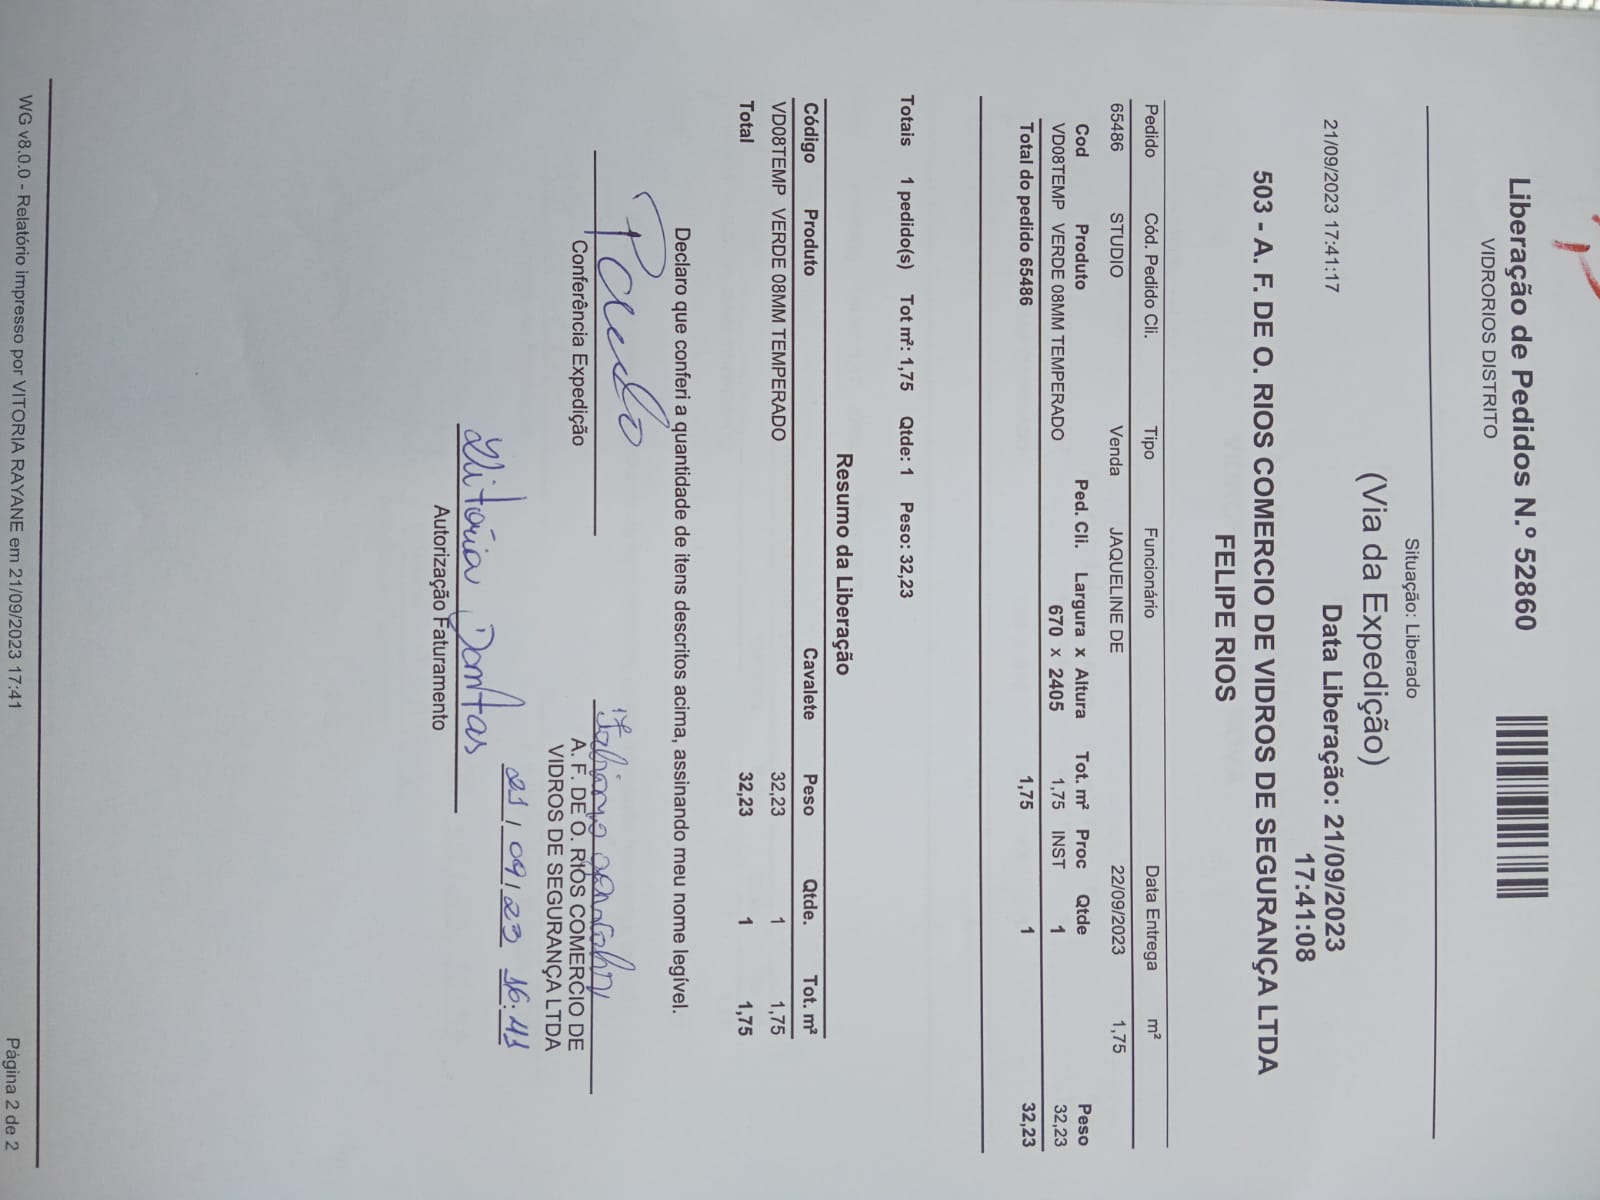 Liberação de Pedidos N.º 52860
VIDRORIOS DISTRITO
Situação: Liberado
(Via da Expedição)
21/09/2023 17:41:17
Data Liberação: 21/09/2023
17:41:08
503 - A. F. DE O. RIOS COMERCIO DE VIDROS DE SEGURANÇA LTDA
FELIPE RIOS
Pedido Cód. Pedido Cli. Tipo Funcionário Data Entrega m²
65486 STUDIO Venda JAQUELINE DE 22/09/2023 1,75
Cod Produto Ped. Cli. Largura x Altura Tot. m² Proc Qtde Peso
VD08TEMP VERDE 08MM TEMPERADO 670 x 2405 1,75 INST 1 32,23
Total do pedido 65486 1,75 1 32,23
Totais 1 pedido(s) Tot m²: 1,75 Qtde: 1 Peso: 32,23
Resumo da Liberação
Código Produto Cavalete Peso Qtde. Tot. m²
VD08TEMP VERDE 08MM TEMPERADO 32,23 1 1,75
Total 32,23 1 1,75
Declaro que conferi a quantidade de itens descritos acima, assinando meu nome legível.
Conferência Expedição
A. F. DE O. RIOS COMERCIO DE
VIDROS DE SEGURANÇA LTDA
21/09/23 16:41
Vitória Dantas
Autorização Faturamento
WG v8.0.0 - Relatório impresso por VITORIA RAYANE em 21/09/2023 17:41
Página 2 de 2